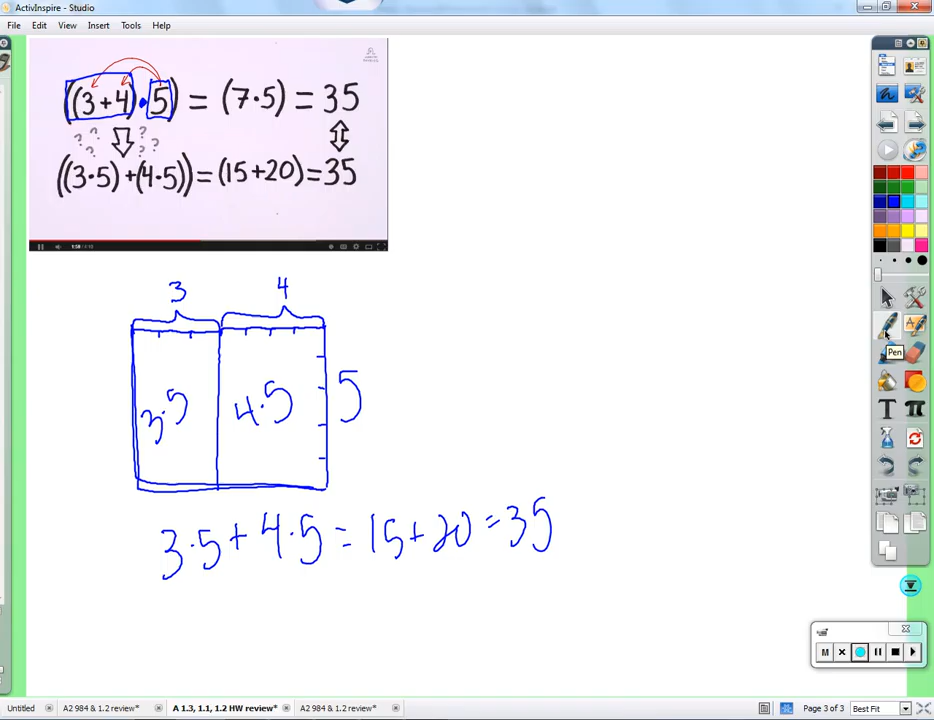 ActivInspire - Studio
File Edit View Insert Tools
((3+4)·5) = (7·5) = 35
? ? ? ? ? ?
((3·5)+(4·5)) = (15+20) = 35
3 4
3·5 4·5 5
3·5+4·5=15+20=35
T π
Pen
M
Untitled A2 984 & 1.2 review* A 1.3, 1.1, 1.2 HW review* A2 984 & 1.2 review* Page 3 of 3 Best Fit